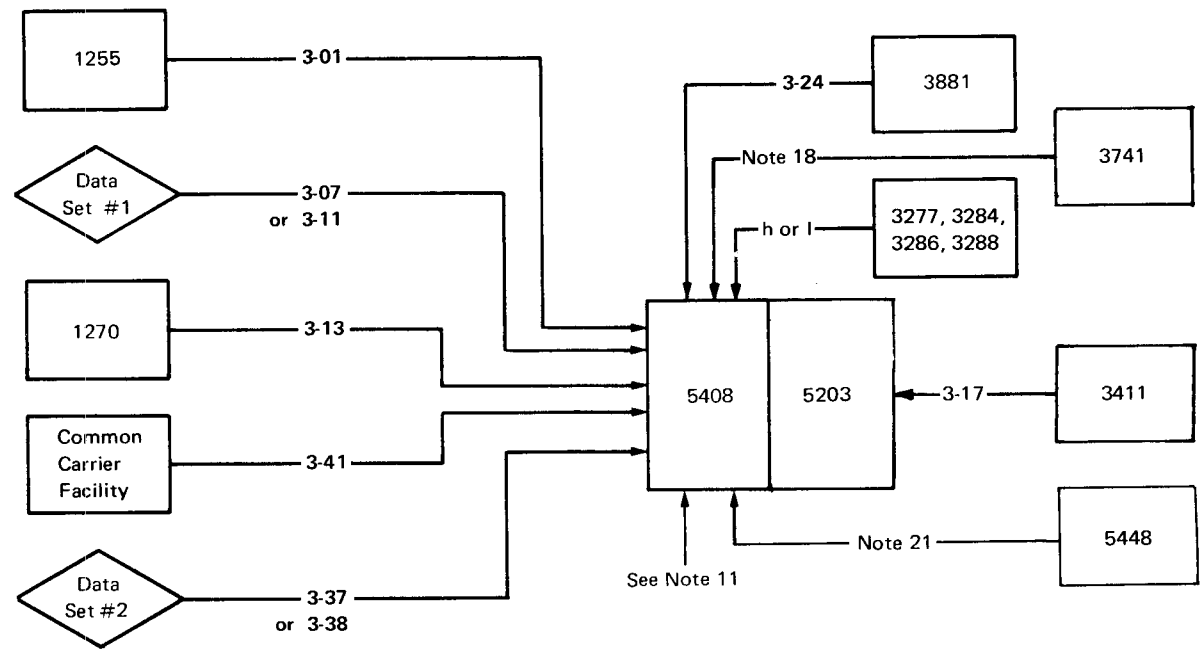 1255
3-01
3-24
3881
Note 18
3741
Data
Set #1
3-07
or 3-11
h or l
3277, 3284,
3286, 3288
1270
3-13
5408
5203
3-17
3411
Common
Carrier
Facility
3-41
Note 21
5448
See Note 11
Data
Set #2
3-37
or 3-38